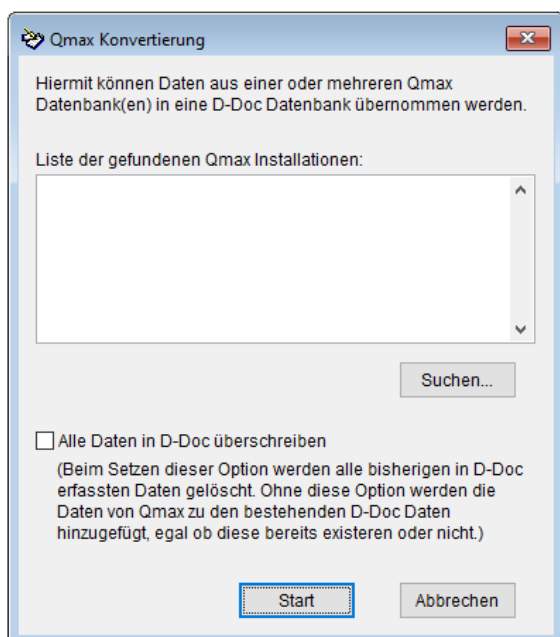 Qmax Konvertierung
Hiermit können Daten aus einer oder mehreren Qmax
Datenbank(en) in eine D-Doc Datenbank übernommen werden.
Liste der gefundenen Qmax Installationen:
Suchen...
Alle Daten in D-Doc überschreiben
(Beim Setzen dieser Option werden alle bisherigen in D-Doc
erfassten Daten gelöscht. Ohne diese Option werden die
Daten von Qmax zu den bestehenden D-Doc Daten
hinzugefügt, egal ob diese bereits existeren oder nicht.)
Start
Abbrechen